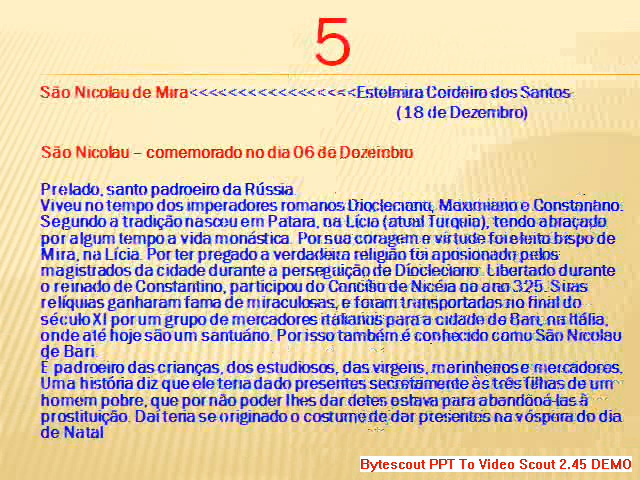 5
São Nicolau de Mira<<<<<<<<<<<<<<<<<Estelmira Cordeiro dos Santos
(18 de Dezembro)
São Nicolau – comemorado no dia 06 de Dezembro
Prelado, santo padroeiro da Rússia.
Viveu no tempo dos imperadores romanos Diocleciano, Maximiano e Constantino.
Segundo a tradição nasceu em Patara, na Lícia (atual Turquia), tendo abraçado
por algum tempo a vida monástica. Por sua coragem e virtude foi eleito bispo de
Mira, na Lícia. Por ter pregado a verdadeira religião foi aprisionado pelos
magistrados da cidade durante a perseguição de Diocleciano. Libertado durante
o reinado de Constantino, participou do Concílio de Nicéia no ano 325. Suas
relíquias ganharam fama de miraculosas, e foram transportadas no final do
século XI por um grupo de mercadores italianos para a cidade de Bari, na Itália,
onde até hoje são um santuário. Por isso também é conhecido como São Nicolau
de Bari.
É padroeiro das crianças, dos estudiosos, das virgens, marinheiros e mercadores.
Uma história diz que ele teria dado presentes secretamente às três filhas de um
homem pobre, que por não poder lhes dar dotes estava para abandoná-las à
prostituição. Daí teria se originado o costume de dar presentes na véspera do dia
de Natal
Bytescout PPT To Video Scout 2.45 DEMO